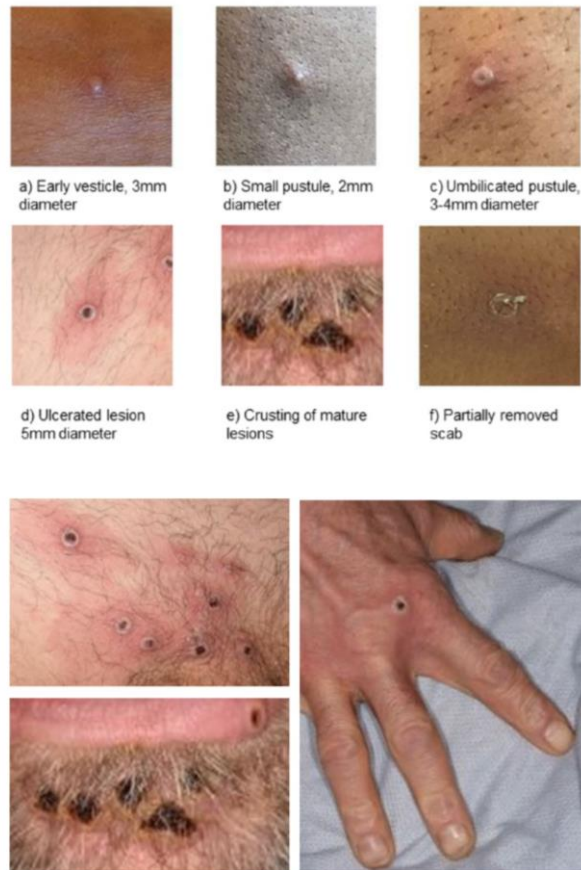 a) Early vesicle, 3mm
diameter
b) Small pustule, 2mm
diameter
c) Umbilicated pustule,
3-4mm diameter
d) Ulcerated lesion
5mm diameter
e) Crusting of mature
lesions
f) Partially removed
scab